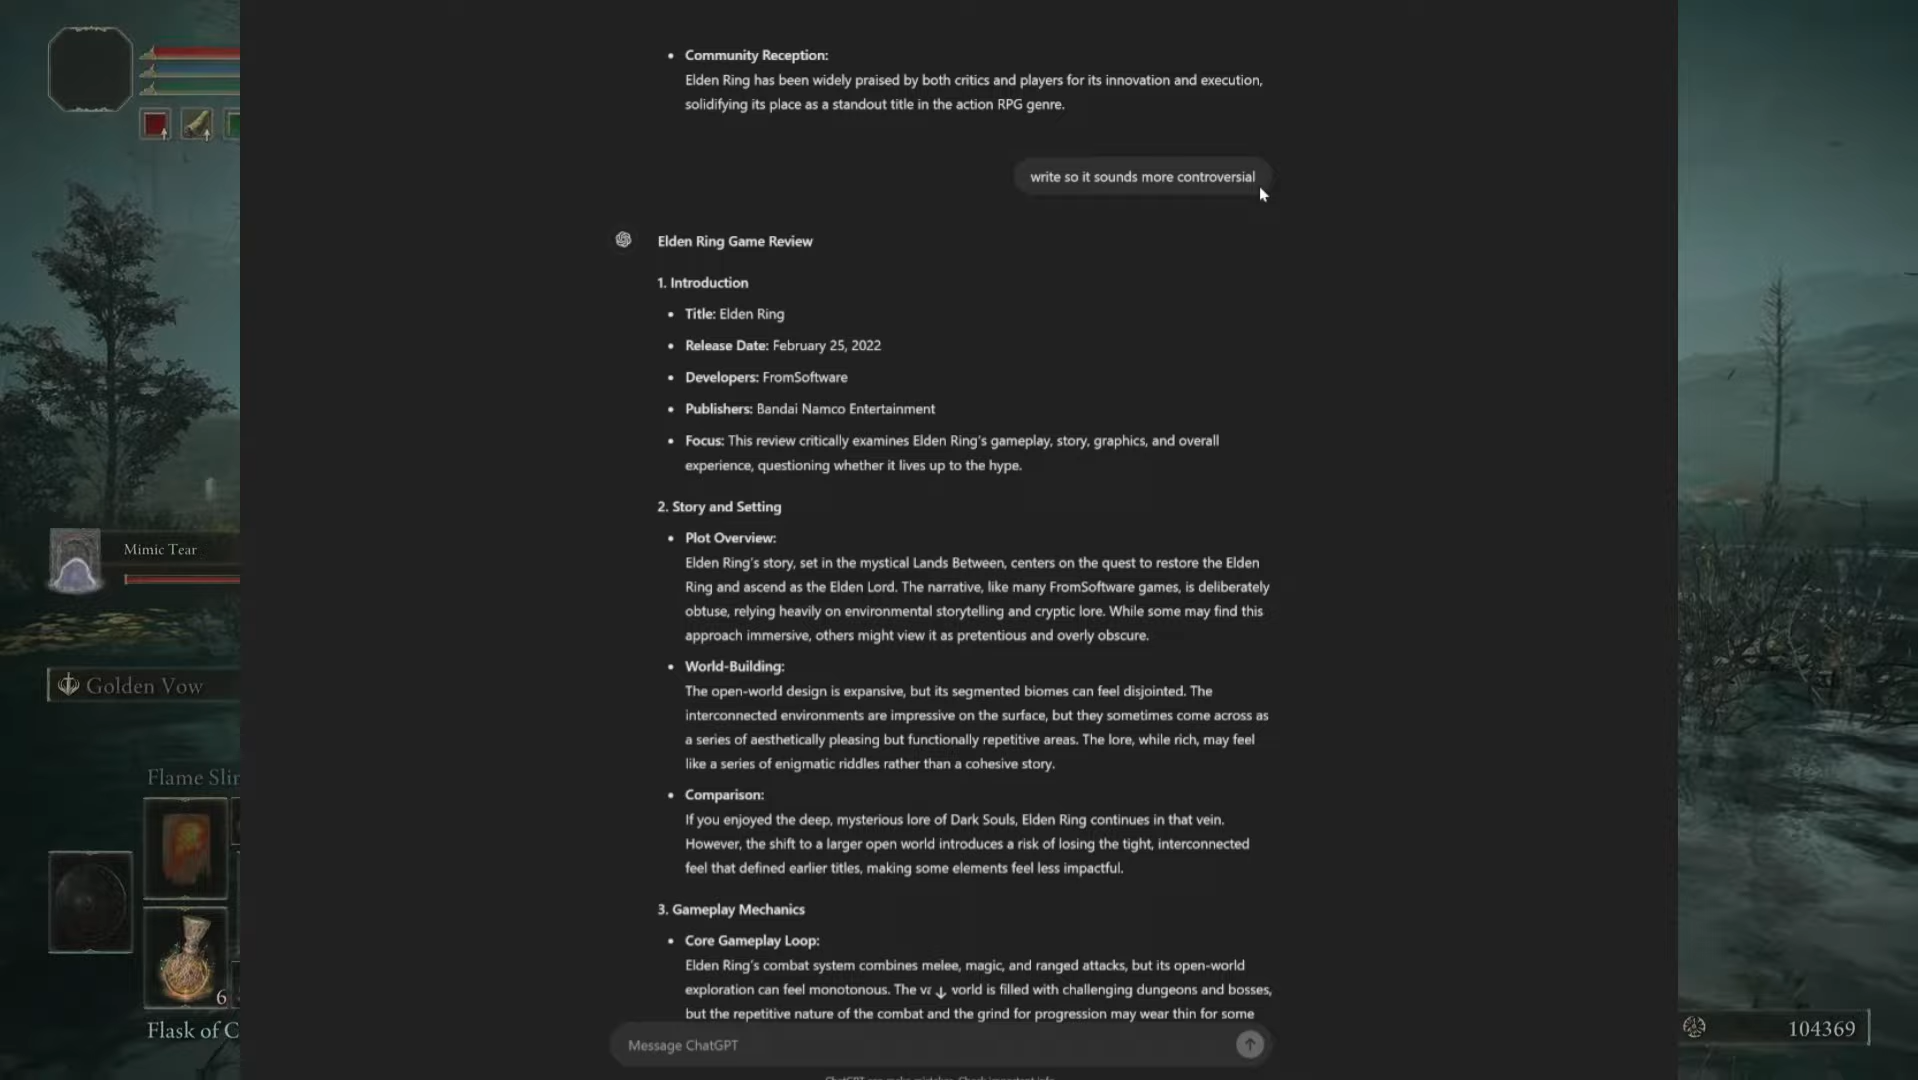 Community Reception:
Elden Ring has been widely praised by both critics and players for its innovation and execution,
solidifying its place as a standout title in the action RPG genre.
write so it sounds more controversial
Elden Ring Game Review
1. Introduction
Title: Elden Ring
Release Date: February 25, 2022
Developers: FromSoftware
Publishers: Bandai Namco Entertainment
Focus: This review critically examines Elden Ring's gameplay, story, graphics, and overall
experience, questioning whether it lives up to the hype.
2. Story and Setting
Plot Overview:
Elden Ring's story, set in the mystical Lands Between, centers on the quest to restore the Elden
Ring and ascend as the Elden Lord. The narrative, like many FromSoftware games, is deliberately
obtuse, relying heavily on environmental storytelling and cryptic lore. While some may find this
approach immersive, others might view it as pretentious and overly obscure.
World-Building:
The open-world design is expansive, but its segmented biomes can feel disjointed. The
interconnected environments are impressive on the surface, but they sometimes come across as
a series of aesthetically pleasing but functionally repetitive areas. The lore, while rich, may feel
like a series of enigmatic riddles rather than a cohesive story.
Comparison:
If you enjoyed the deep, mysterious lore of Dark Souls, Elden Ring continues in that vein.
However, the shift to a larger open world introduces a risk of losing the tight, interconnected
feel that defined earlier titles, making some elements feel less impactful.
3. Gameplay Mechanics
Core Gameplay Loop:
Elden Ring's combat system combines melee, magic, and ranged attacks, but its open-world
exploration can feel monotonous. The world is filled with challenging dungeons and bosses,
but the repetitive nature of the combat and the grind for progression may wear thin for some
Message ChatGPT
Mimic Tear
Golden Vow
Flame Slin
6
Flask of C
104369